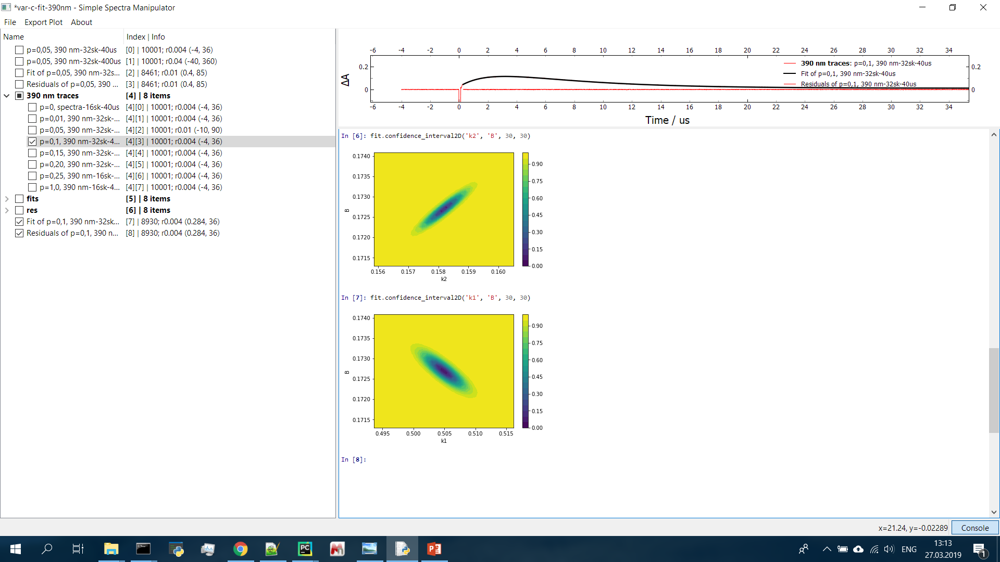 *var-c-fit-390nm - Simple Spectra Manipulator
File Export Plot About
Name Index | Info
p=0,05, 390 nm-32sk-40us [0] | 10001; r0.004 (-4, 36)
p=0,05, 390 nm-32sk-400us [1] | 10001; r0.04 (-40, 360)
Fit of p=0,05, 390 nm-32s... [2] | 8461; r0.01 (0.4, 85)
Residuals of p=0,05, 390 ... [3] | 8461; r0.01 (0.4, 85)
390 nm traces [4] | 8 items
p=0, spectra-16sk-40us [4][0] | 10001; r0.004 (-4, 36)
p=0,01, 390 nm-32sk-... [4][1] | 10001; r0.004 (-4, 36)
p=0,05, 390 nm-32sk-... [4][2] | 10001; r0.01 (-10, 90)
p=0,1, 390 nm-32sk-4... [4][3] | 10001; r0.004 (-4, 36)
p=0,15, 390 nm-32sk-... [4][4] | 10001; r0.004 (-4, 36)
p=0,20, 390 nm-32sk-... [4][5] | 10001; r0.004 (-4, 36)
p=0,25, 390 nm-16sk-... [4][6] | 10001; r0.004 (-4, 36)
p=1,0, 390 nm-16sk-4... [4][7] | 10001; r0.004 (-4, 36)
fits [5] | 8 items
res [6] | 8 items
Fit of p=0,1, 390 nm-32sk... [7] | 8930; r0.004 (0.284, 36)
Residuals of p=0,1, 390 n... [8] | 8930; r0.004 (0.284, 36)
-6 -4 -2 0 2 4 6 8 10 12 14 16 18 20 22 24 26 28 30 32 34
0.2 0.2
0 0
ΔA
390 nm traces: p=0,1, 390 nm-32sk-40us
Fit of p=0,1, 390 nm-32sk-40us
Residuals of p=0,1, 390 nm-32sk-40us
-6 -4 -2 0 2 4 6 8 10 12 14 16 18 20 22 24 26 28 30 32 34
Time / us
In [6]: fit.confidence_interval2D('k2', 'B', 30, 30)
0.1740
0.1735
0.1730
0.1725
0.1720
0.1715
B
0.156 0.157 0.158 0.159 0.160
k2
0.90
0.75
0.60
0.45
0.30
0.15
0.00
In [7]: fit.confidence_interval2D('k1', 'B', 30, 30)
0.1740
0.1735
0.1730
0.1725
0.1720
0.1715
B
0.495 0.500 0.505 0.510 0.515
k1
0.90
0.75
0.60
0.45
0.30
0.15
0.00
In [8]:
x=21.24, y=-0.02289 Console
PC
ENG
13:13
27.03.2019
1